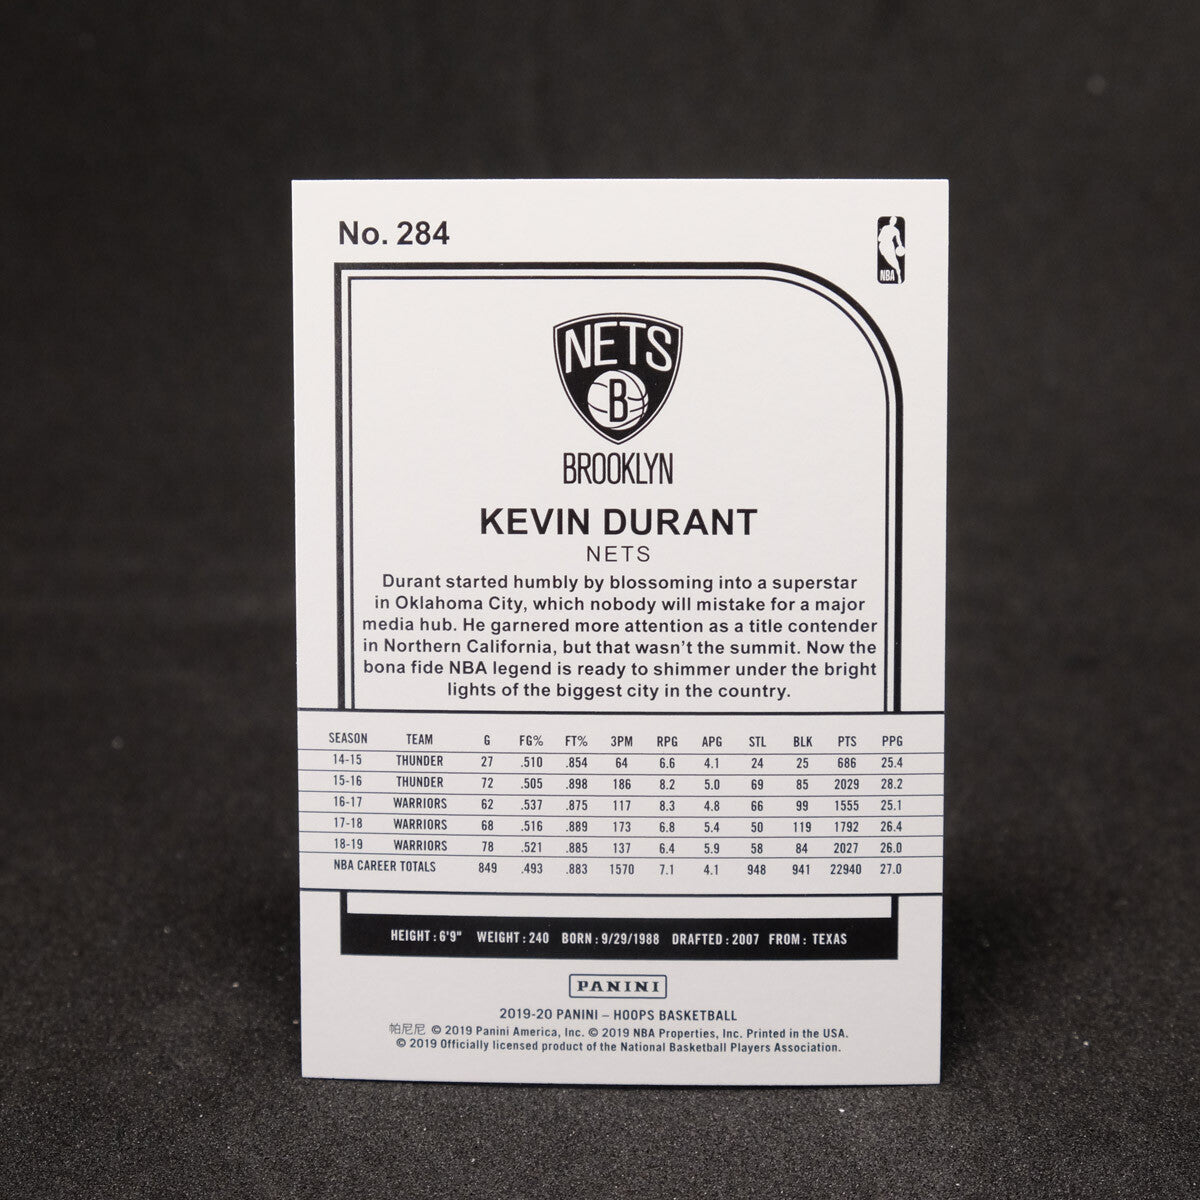 No. 284
NBA
NETS
B
BROOKLYN
KEVIN DURANT
NETS
Durant started humbly by blossoming into a superstar
in Oklahoma City, which nobody will mistake for a major
media hub. He garnered more attention as a title contender
in Northern California, but that wasn't the summit. Now the
bona fide NBA legend is ready to shimmer under the bright
lights of the biggest city in the country.
SEASON TEAM G FG% FT% 3PM RPG APG STL BLK PTS PPG
14-15 THUNDER 27 .510 .854 64 6.6 4.1 24 25 686 25.4
15-16 THUNDER 72 .505 .898 186 8.2 5.0 69 85 2029 28.2
16-17 WARRIORS 62 .537 .875 117 8.3 4.8 66 99 1555 25.1
17-18 WARRIORS 68 .516 .889 173 6.8 5.4 50 119 1792 26.4
18-19 WARRIORS 78 .521 .885 137 6.4 5.9 58 84 2027 26.0
NBA CAREER TOTALS 849 .493 .883 1570 7.1 4.1 948 941 22940 27.0
HEIGHT : 6'9" WEIGHT : 240 BORN : 9/29/1988 DRAFTED : 2007 FROM : TEXAS
PANINI
2019-20 PANINI – HOOPS BASKETBALL
帕尼尼 © 2019 Panini America, Inc. © 2019 NBA Properties, Inc. Printed in the USA.
© 2019 Officially licensed product of the National Basketball Players Association.